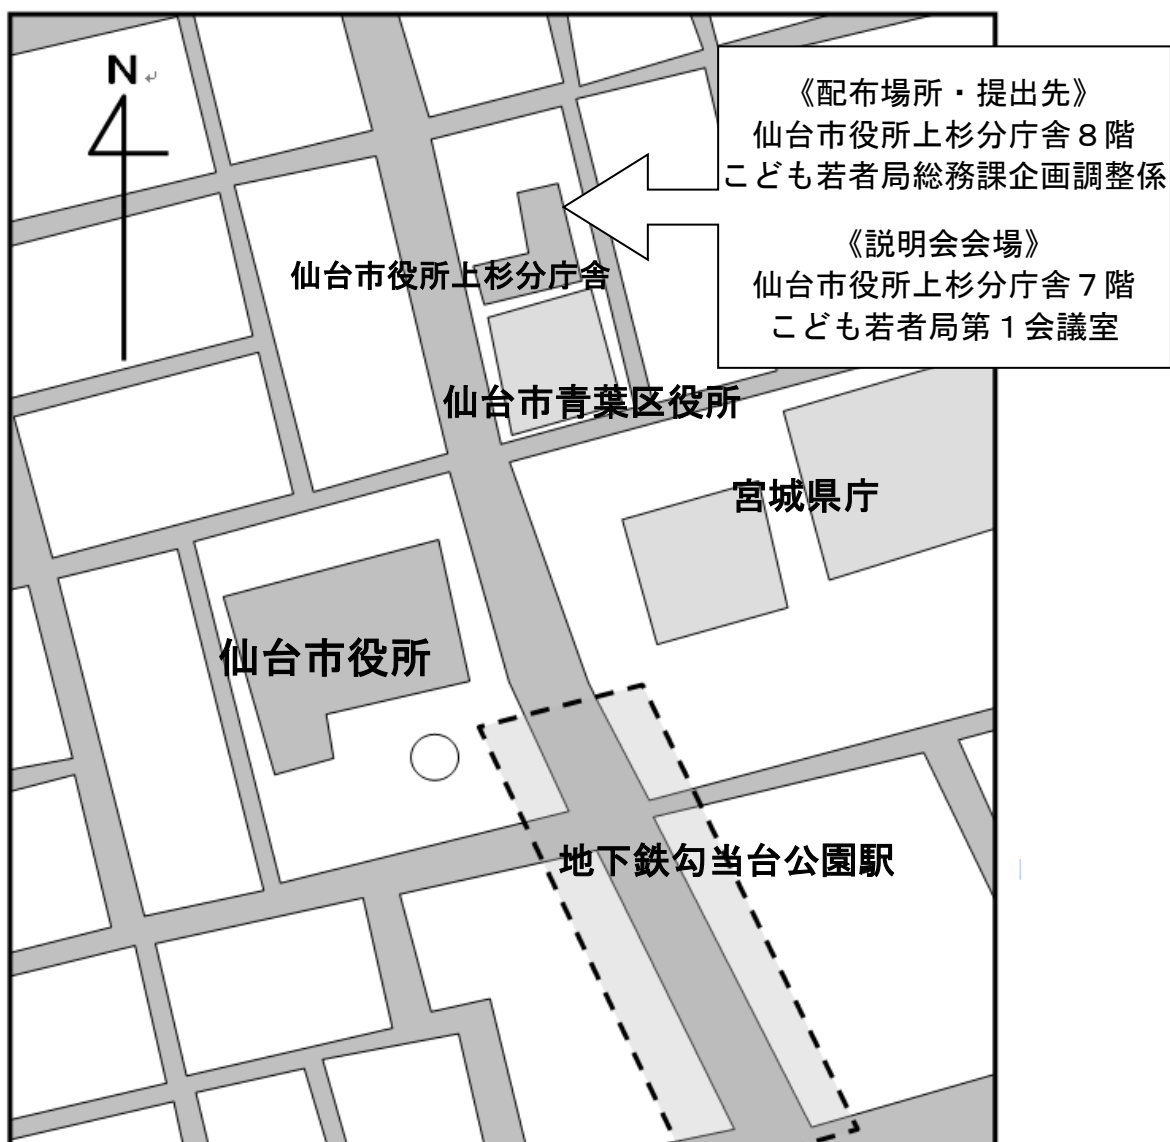 N
《配布場所・提出先》
仙台市役所上杉分庁舎８階
こども若者局総務課企画調整係
《説明会会場》
仙台市役所上杉分庁舎７階
こども若者局第１会議室
仙台市役所上杉分庁舎
仙台市青葉区役所
宮城県庁
仙台市役所
地下鉄勾当台公園駅